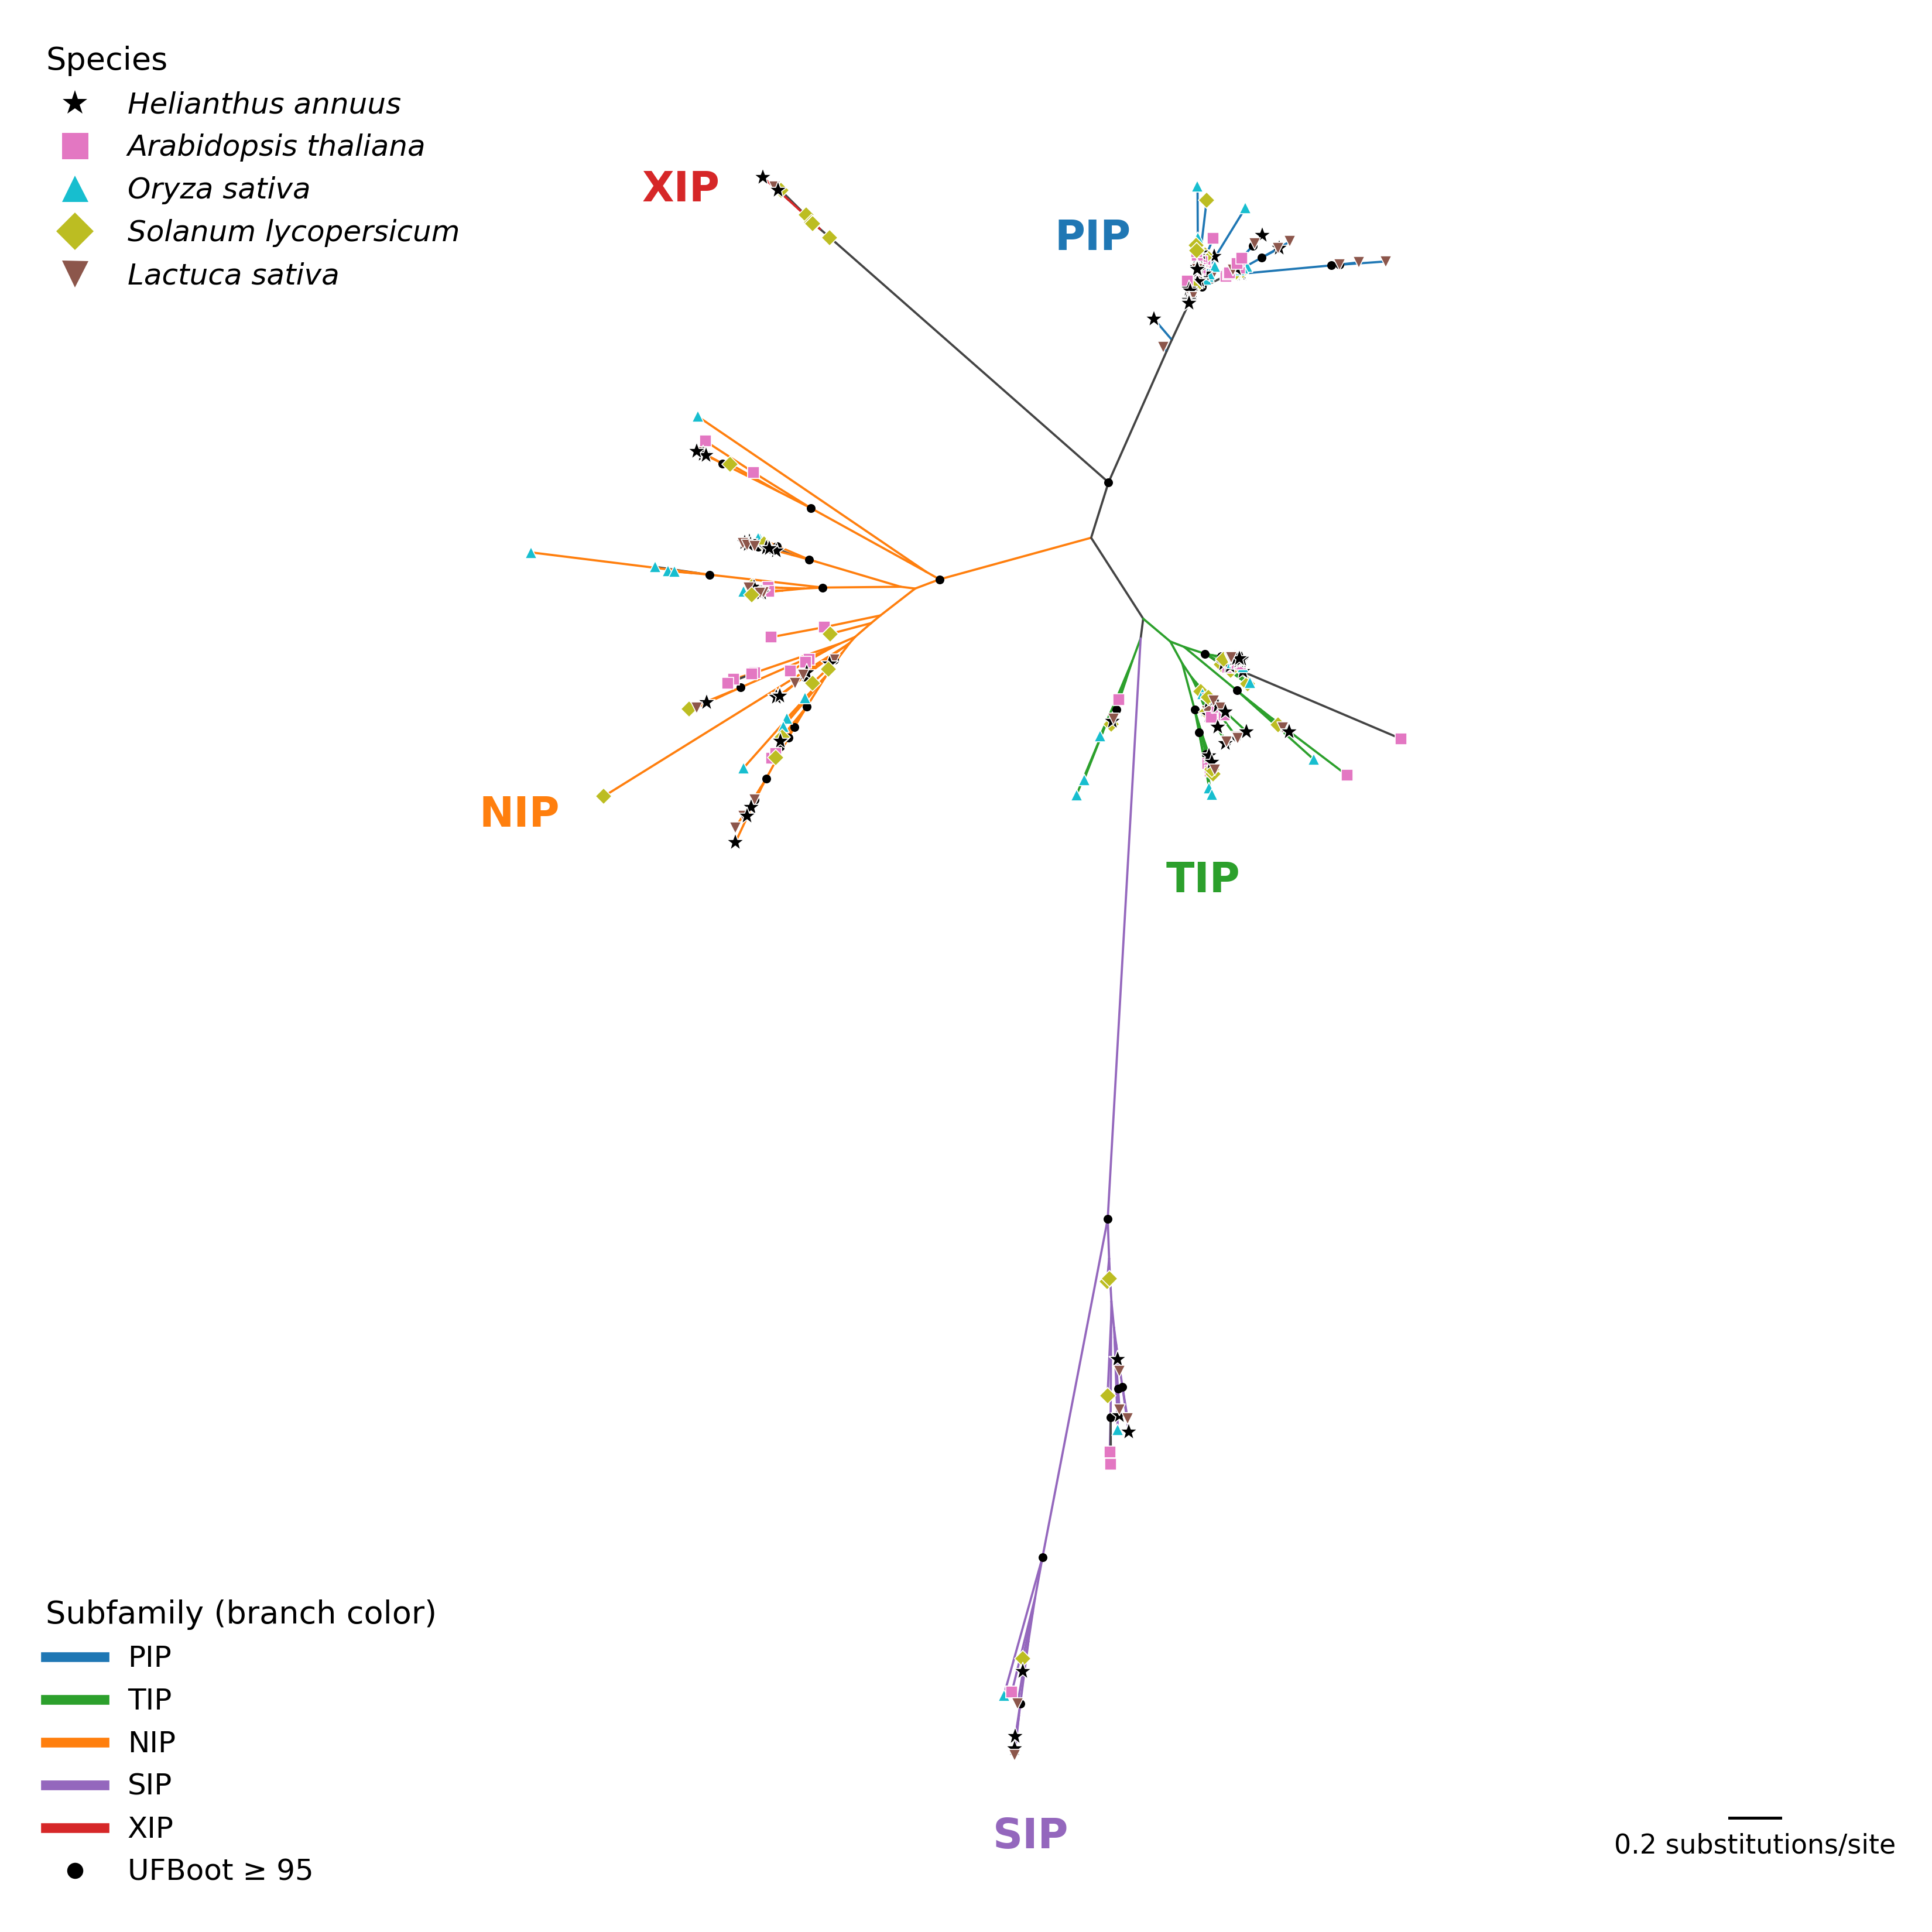 Species
Helianthus annuus
Arabidopsis thaliana
Oryza sativa
Solanum lycopersicum
Lactuca sativa
XIP
PIP
NIP
TIP
SIP
Subfamily (branch color)
PIP
TIP
NIP
SIP
XIP
UFBoot ≥ 95
0.2 substitutions/site